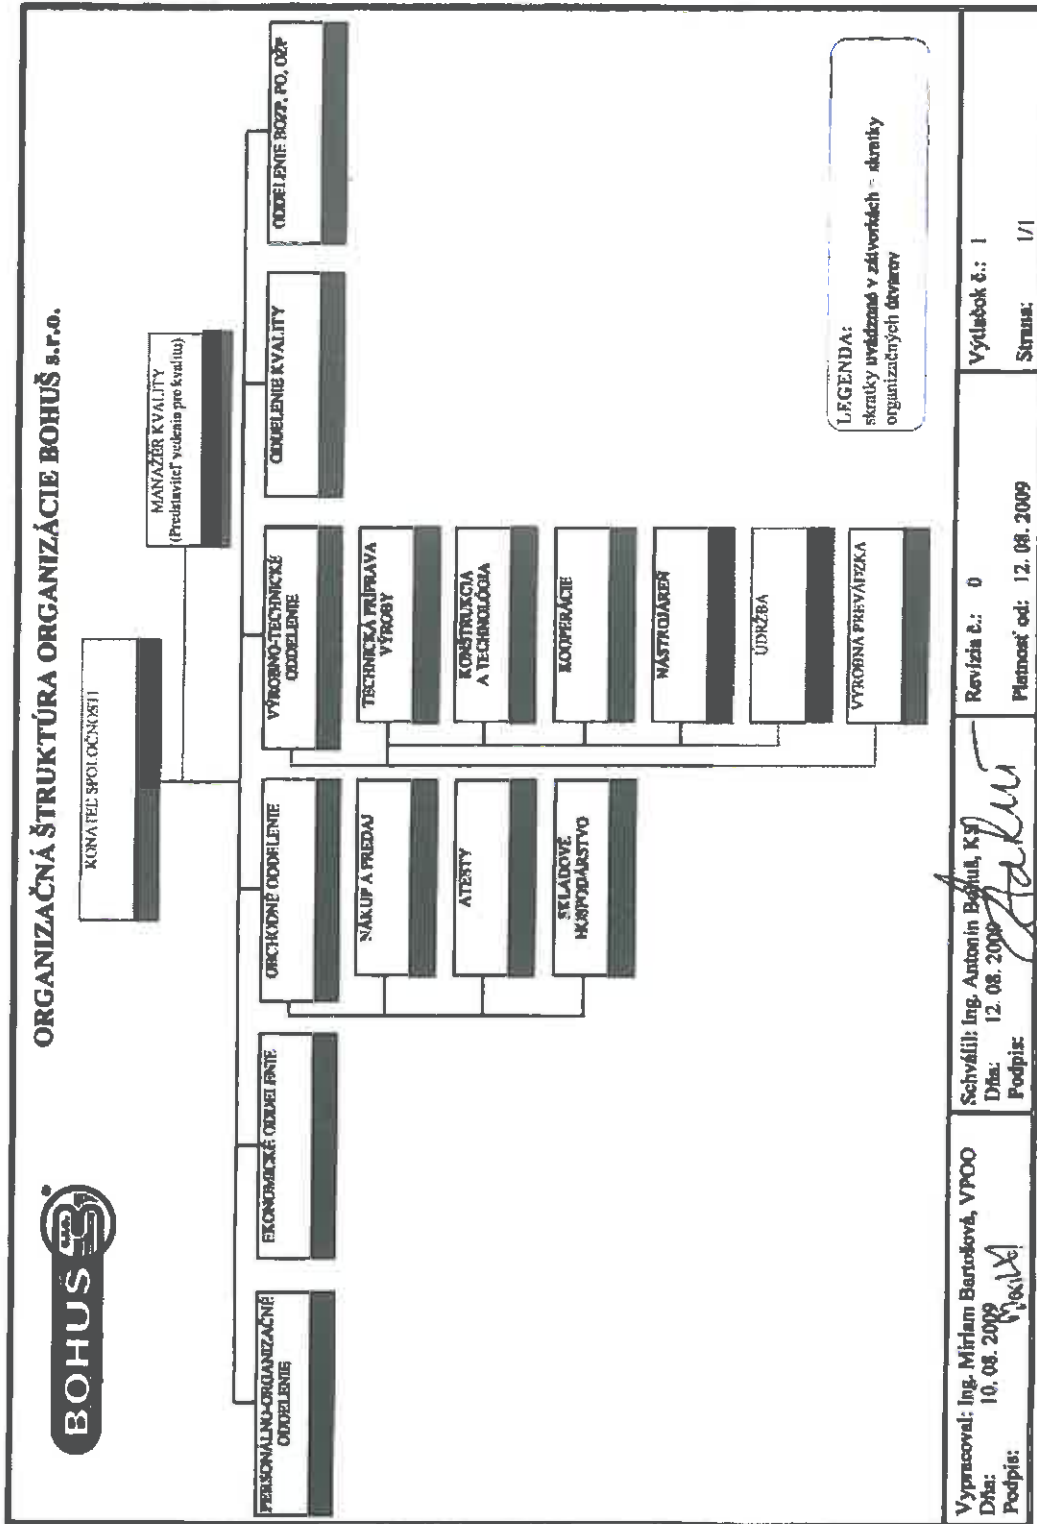 ORGANIZAČNÁ ŠTRUKTÚRA ORGANIZÁCIE BOHUŠ s.r.o.
BOHUŠ s.r.o.
KONATEĽ SPOLOČNOSTI
MANAŽÉR KVALITY
(Predstaviteľ vedenia pro kvalitu)
PERSONÁLNO-ORGANIZAČNÉ
ODDELENIE
EKONOMICKÉ ODDELENIE
OBCHODNÉ ODDELENIE
VÝROBNO-TECHNICKÉ
ODDELENIE
ODDELENIE KVALITY
ODDELENIE BOZP, PO, OŽP
NÁKUP A PREDAJ
ATESTY
SKLADOVÉ
HOSPODÁRSTVO
TECHNICKÁ PRÍPRAVA
VÝROBY
KONŠTRUKCIA
A TECHNOLÓGIA
KOOPERÁCIE
NÁSTROJÁREŇ
ÚDRŽBA
VÝROBNÁ PREVÁDZKA
LEGENDA:
skratky uvádzané v zátvorkách = skratky
organizačných útvarov
Vypracoval: Ing. Miriam Bartošová, VPOO
Dňa: 10. 08. 2009
Podpis:
Schválil: Ing. Antonín Bohuš, KS
Dňa: 12. 08. 2009
Podpis:
Revízia č.: 0
Platnosť od: 12. 08. 2009
Výtlačok č.: 1
Strana: 1/1